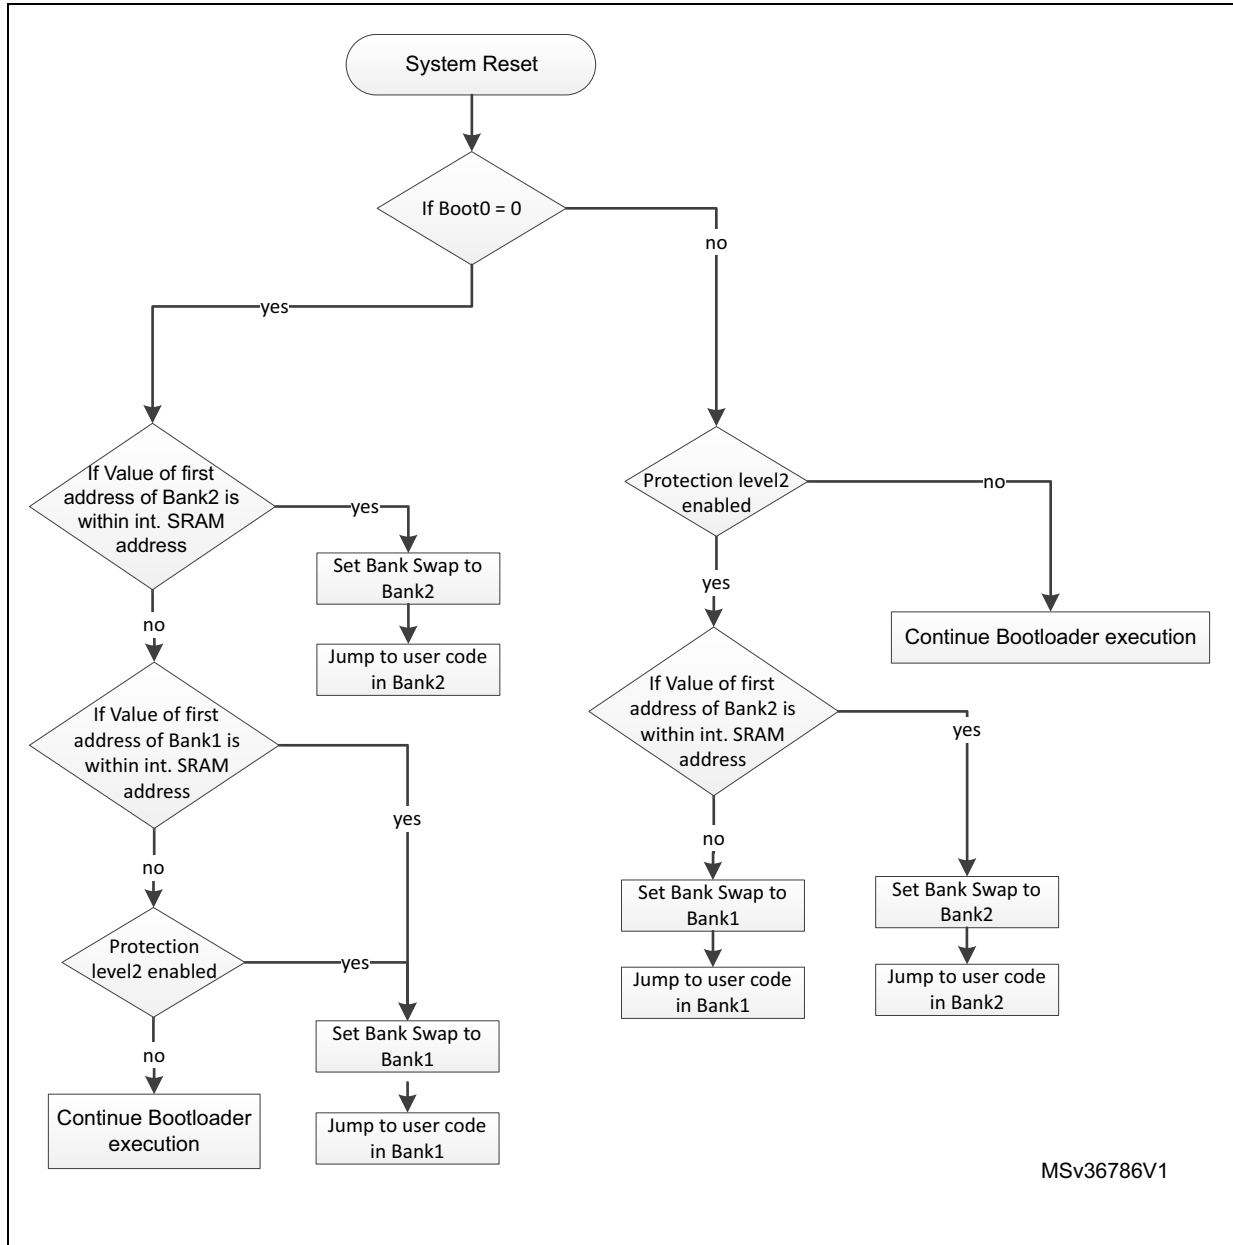 System Reset
If Boot0 = 0
no
yes
If Value of first
address of Bank2 is
within int. SRAM
address
yes
Set Bank Swap to
Bank2
Jump to user code
in Bank2
no
If Value of first
address of Bank1 is
within int. SRAM
address
yes
no
Protection
level2 enabled
yes
Set Bank Swap to
Bank1
Jump to user code
in Bank1
no
Continue Bootloader
execution
Protection level2
enabled
no
Continue Bootloader execution
yes
If Value of first
address of Bank2 is
within int. SRAM
address
yes
no
Set Bank Swap to
Bank1
Jump to user code
in Bank1
Set Bank Swap to
Bank2
Jump to user code
in Bank2
MSv36786V1